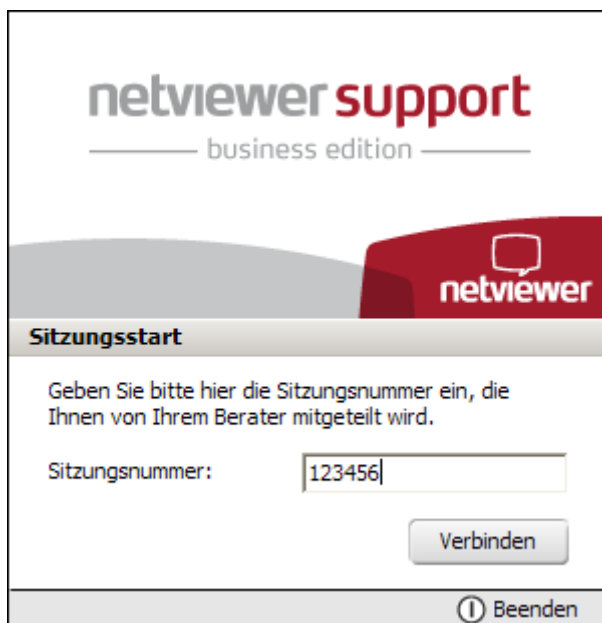 netviewer support
business edition
netviewer
Sitzungsstart
Geben Sie bitte hier die Sitzungsnummer ein, die
Ihnen von Ihrem Berater mitgeteilt wird.
Sitzungsnummer: 123456
Verbinden
Beenden